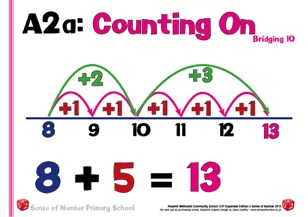 A2a: Counting On
Bridging 10
+2 +3
+1 +1 +1 +1 +1
8 9 10 11 12 13
8 + 5 = 13
Sense of Number Primary School